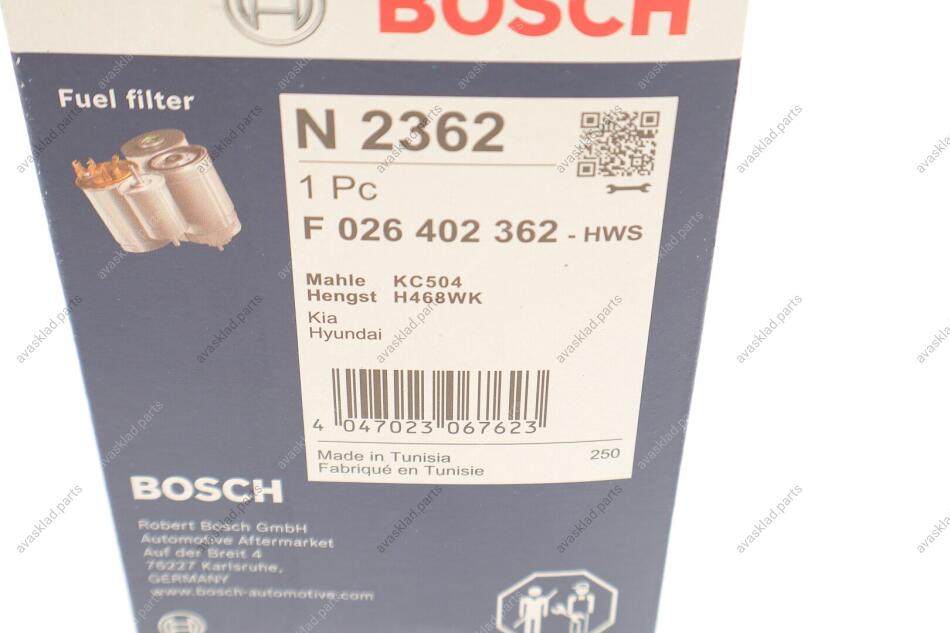 BOSCH
Fuel filter
N 2362
1 Pc
F 026 402 362 - HWS
Mahle KC504
Hengst H468WK
Kia
Hyundai
4 047023 067623
Made in Tunisia 250
Fabriqué en Tunisie
BOSCH
Robert Bosch GmbH
Automotive Aftermarket
Auf der Breit 4
76227 Karlsruhe,
GERMANY
www.bosch-automotive.com
avasklad.parts